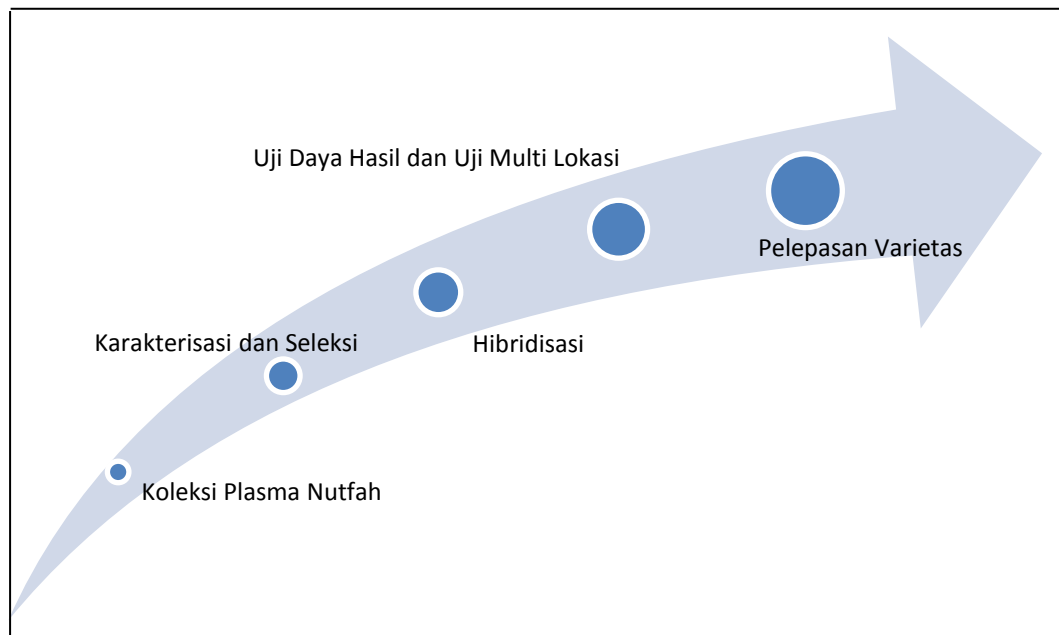 Uji Daya Hasil dan Uji Multi Lokasi
Pelepasan Varietas
Karakterisasi dan Seleksi
Hibridisasi
Koleksi Plasma Nutfah